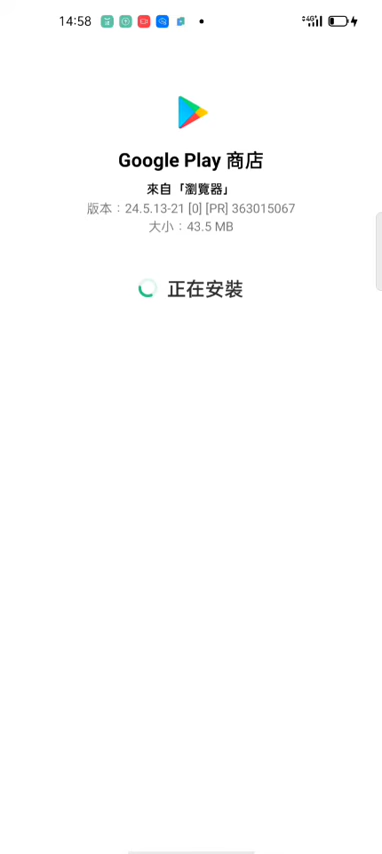 14:58
Google Play 商店
來自「瀏覽器」
版本：24.5.13-21 [0] [PR] 363015067
大小：43.5 MB
正在安裝